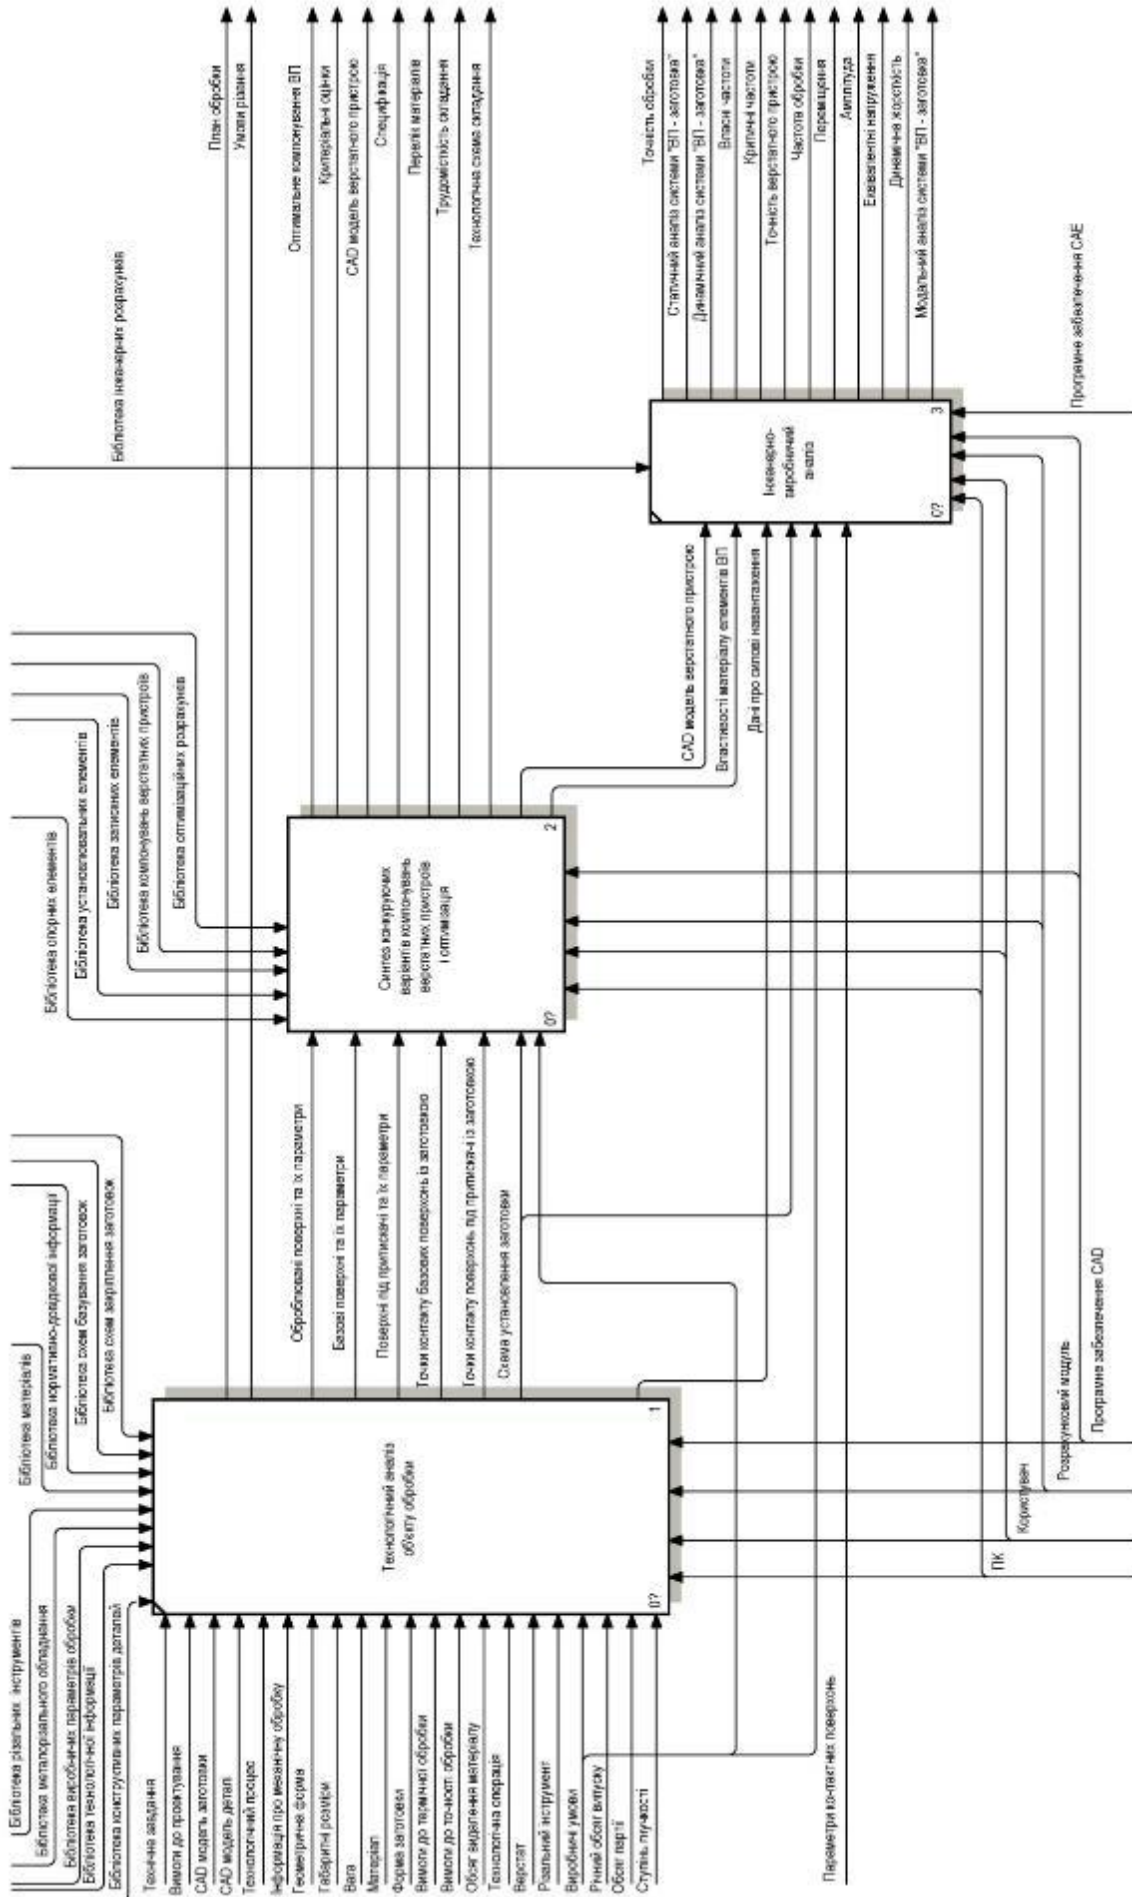 Бібліотека різальних інструментів
Бібліотека металорізального обладнання
Бібліотека виробничих параметрів обробки
Бібліотека технологічної інформації
Бібліотека конструктивних параметрів деталей
Бібліотека матеріалів
Бібліотека нормативно-довідкової інформації
Бібліотека схем базування заготовок
Бібліотека схем закріплення заготовок
Бібліотека опорних елементів
Бібліотека установлювальних елементів
Бібліотека затискних елементів
Бібліотека компонувань верстатних пристроїв
Бібліотека оптимізаційних розрахунків
Бібліотека інженерних розрахунків
Технічне завдання
Вимоги до проектування
CAD модель заготовки
CAD модель деталі
Технологічний процес
Інформація про механічну обробку
Геометрична форма
Габаритні розміри
Вага
Матеріал
Форма заготовки
Вимоги до термічної обробки
Вимоги до точності обробки
Обсяг видалення матеріалу
Технологічна операція
Верстат
Різальний інструмент
Виробничі умови
Річний обсяг випуску
Обсяг партії
Ступінь гнучкості
Параметри контактних поверхонь
Технологічний аналіз
об'єкту обробки
0?
1
План обробки
Умови різання
Оброблювані поверхні та їх параметри
Базові поверхні та їх параметри
Поверхні під притискачі та їх параметри
Точки контакту базових поверхонь із заготовкою
Точки контакту поверхонь під притискачі із заготовкою
Схема установлення заготовки
Синтез конкуруючих
варіантів компонувань
верстатних пристроїв
і оптимізація
0?
2
Оптимальне компонування ВП
Критеріальні оцінки
CAD модель верстатного пристрою
Специфікація
Перелік матеріалів
Трудомісткість складання
Технологічна схема складання
CAD модель верстатного пристрою
Властивості матеріалу елементів ВП
Дані про силові навантаження
Інженерно-
виробничий
аналіз
0?
3
Точність обробки
Статичний аналіз системи "ВП - заготовка"
Динамічний аналіз системи "ВП - заготовка"
Власні частоти
Критичні частоти
Точність верстатного пристрою
Частота обробки
Переміщення
Амплітуда
Еквівалентні напруження
Динамічна жорсткість
Модальний аналіз системи "ВП - заготовка"
ПК
Користувач
Розрахунковий модуль
Програмне забезпечення CAD
Програмне забезпечення CAE